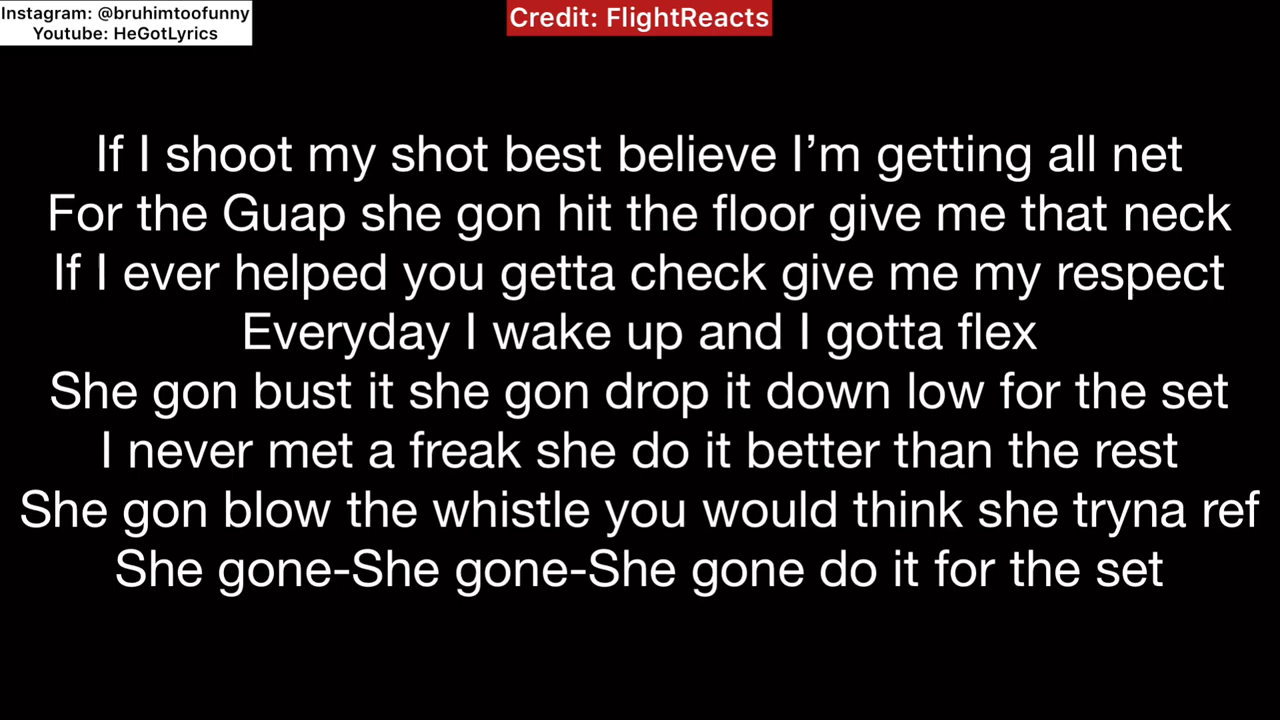 Instagram: @bruhimtoofunny
Youtube: HeGotLyrics
Credit: FlightReacts
If I shoot my shot best believe I’m getting all net
For the Guap she gon hit the floor give me that neck
If I ever helped you getta check give me my respect
Everyday I wake up and I gotta flex
She gon bust it she gon drop it down low for the set
I never met a freak she do it better than the rest
She gon blow the whistle you would think she tryna ref
She gone-She gone-She gone do it for the set